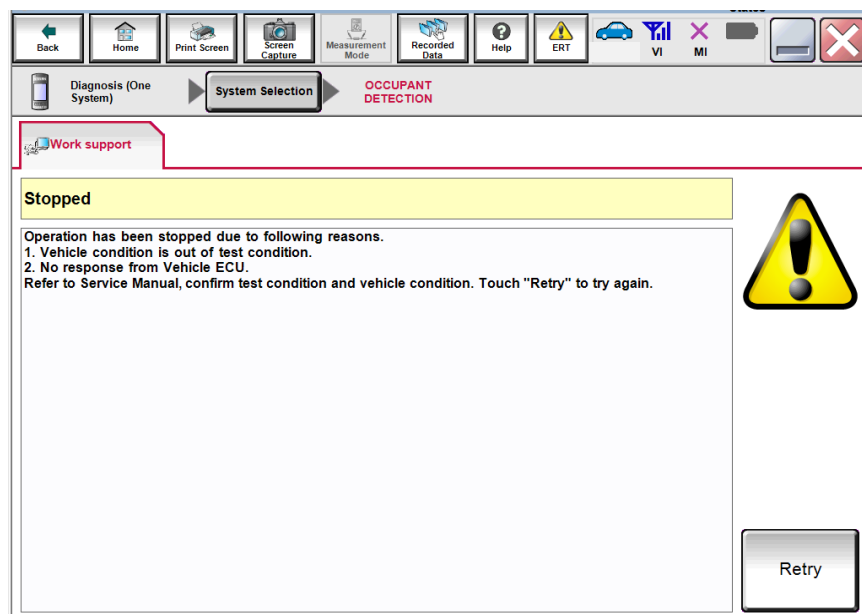 Back
Home
Print Screen
Screen
Capture
Measurement
Mode
Recorded
Data
Help
ERT
VI
MI
Diagnosis (One
System)
System Selection
OCCUPANT
DETECTION
Work support
Stopped
Operation has been stopped due to following reasons.
1. Vehicle condition is out of test condition.
2. No response from Vehicle ECU.
Refer to Service Manual, confirm test condition and vehicle condition. Touch "Retry" to try again.
Retry